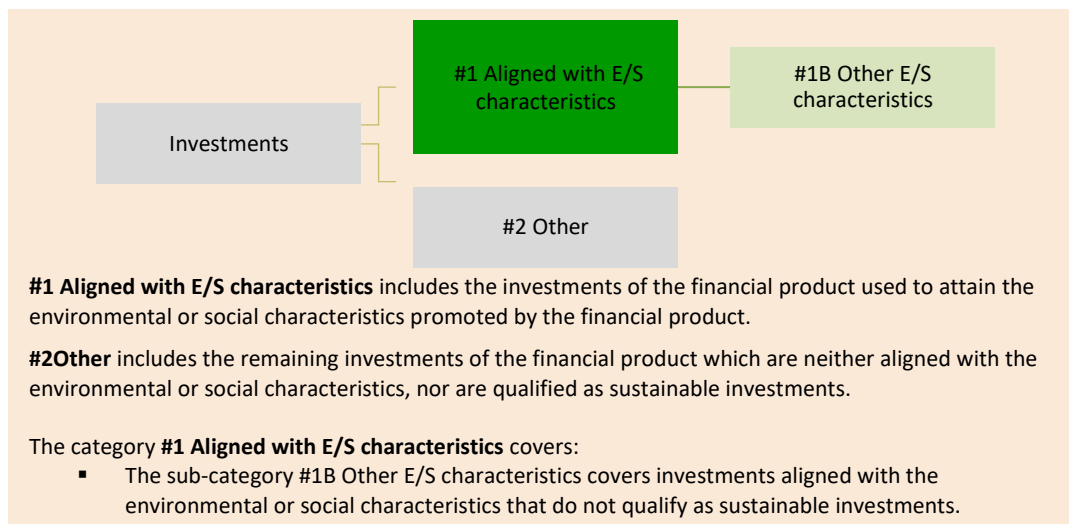 #1 Aligned with E/S
characteristics
#1B Other E/S
characteristics
Investments
#2 Other
#1 Aligned with E/S characteristics includes the investments of the financial product used to attain the
environmental or social characteristics promoted by the financial product.
#2Other includes the remaining investments of the financial product which are neither aligned with the
environmental or social characteristics, nor are qualified as sustainable investments.
The category #1 Aligned with E/S characteristics covers:
▪ The sub-category #1B Other E/S characteristics covers investments aligned with the
environmental or social characteristics that do not qualify as sustainable investments.